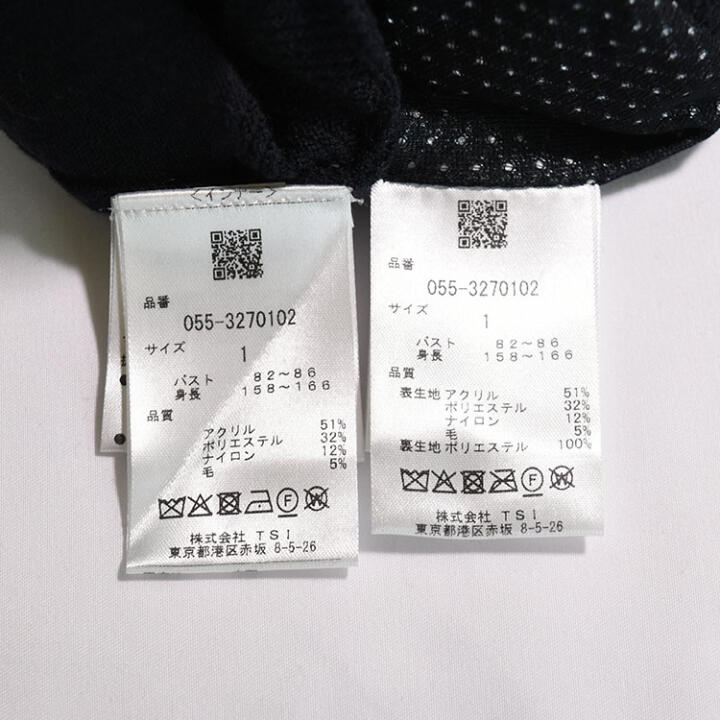 <インナー>
品番
055-3270102
サイズ
1
バスト 82~86
身長 158~166
品質
アクリル 51%
ポリエステル 32%
ナイロン 12%
毛 5%
株式会社 TSI
東京都港区赤坂 8-5-26
品番
055-3270102
サイズ
1
バスト 82~86
身長 158~166
品質
表生地 アクリル 51%
ポリエステル 32%
ナイロン 12%
毛 5%
裏生地 ポリエステル 100%
F
W
株式会社 TSI
東京都港区赤坂 8-5-26